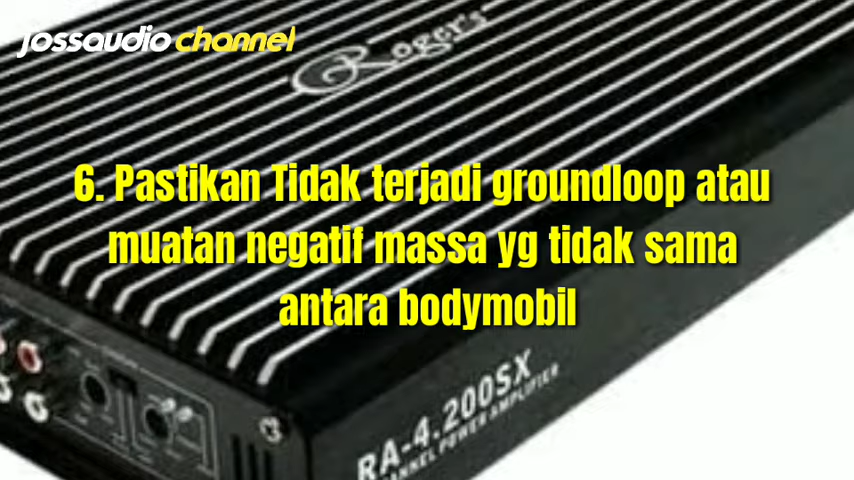 jossaudio channel
Roger's
6. Pastikan Tidak terjadi groundloop atau
muatan negatif massa yg tidak sama
antara bodymobil
RA-4.200SX
CHANNEL POWER AMPLIFIER